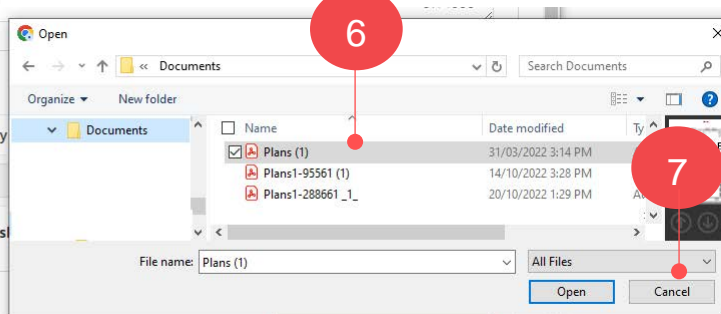 6
Open
« Documents
Search Documents
Organize
New folder
Documents
Name
Date modified
Ty
Plans (1)
31/03/2022 3:14 PM
Plans1-95561 (1)
14/10/2022 3:28 PM
Plans1-288661 _1_
20/10/2022 1:29 PM
7
File name:
Plans (1)
All Files
Open
Cancel